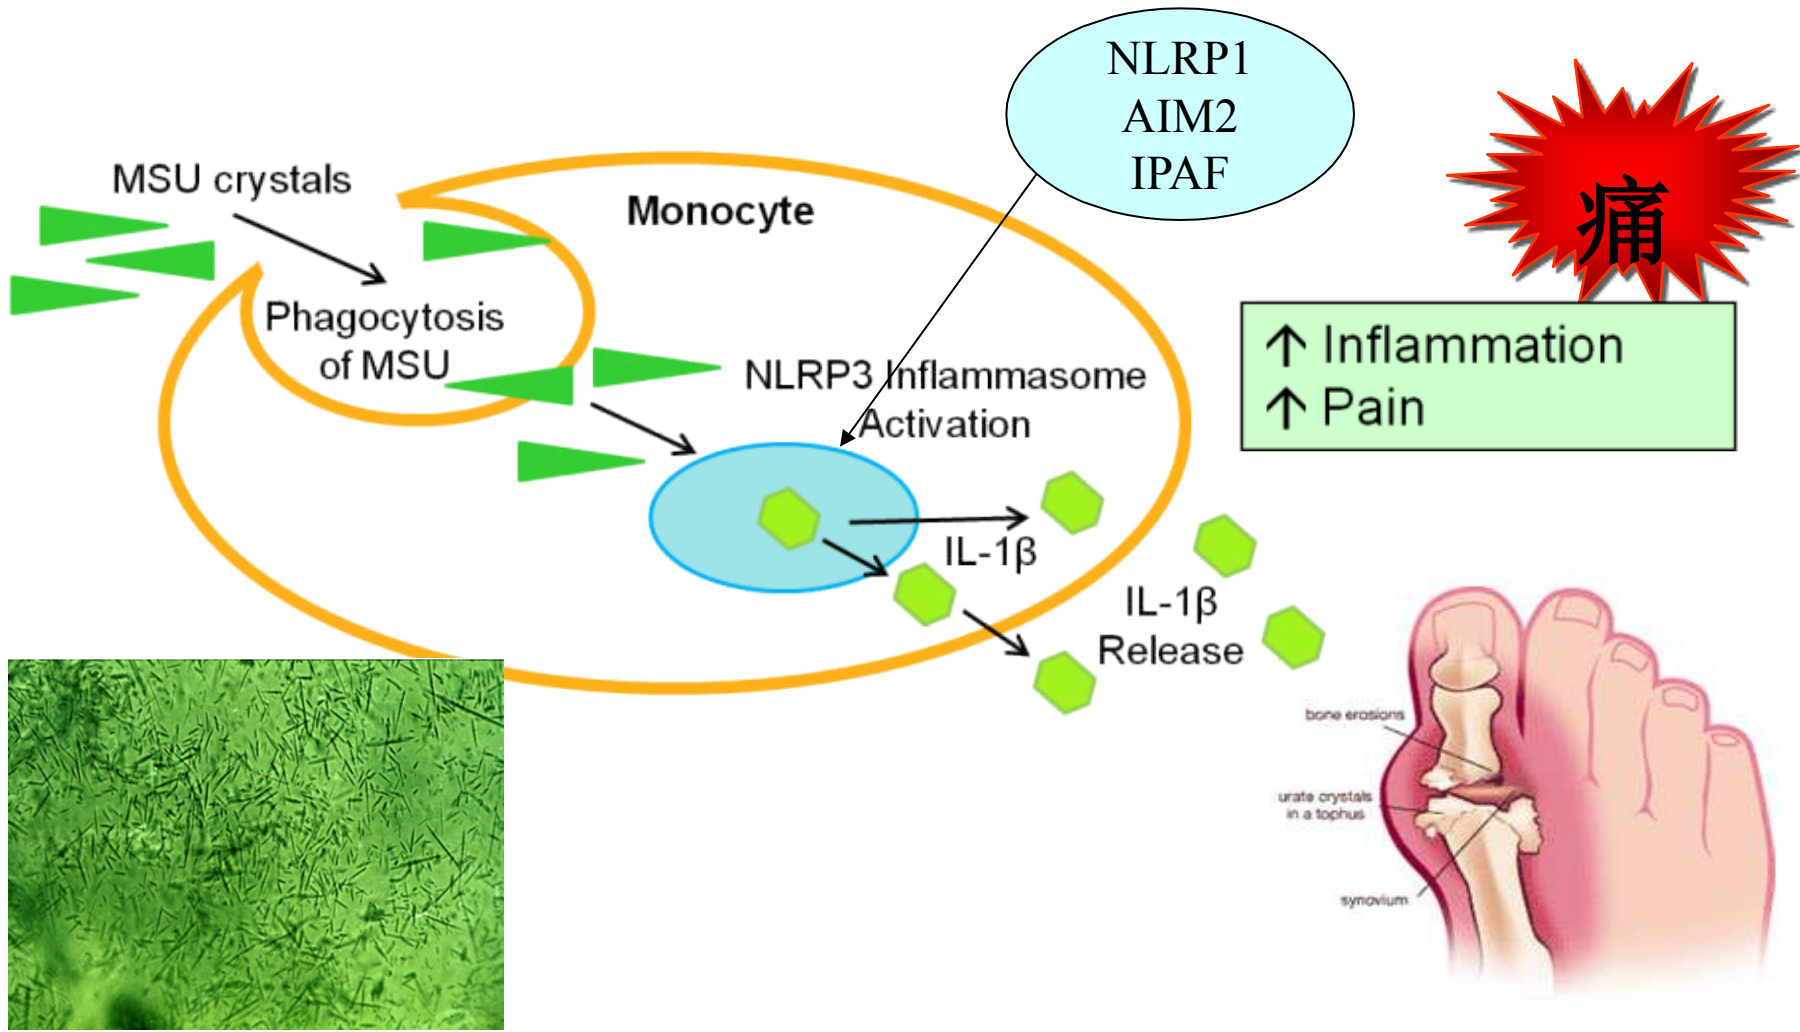 NLRP1
AIM2
IPAF
MSU crystals
Monocyte
痛
Phagocytosis
of MSU
↑ Inflammation
↑ Pain
NLRP3 Inflammasome
Activation
IL-1β
IL-1β
Release
bone erosions
urate crystals
in a tophus
synovium